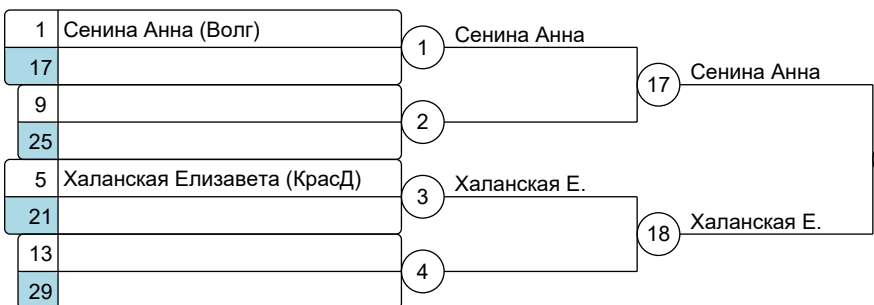 1 Сенина Анна (Волг)
1 Сенина Анна
17
17 Сенина Анна
9
2
25
5 Халанская Елизавета (КрасД)
3 Халанская Е.
21
18 Халанская Е.
13
4
29